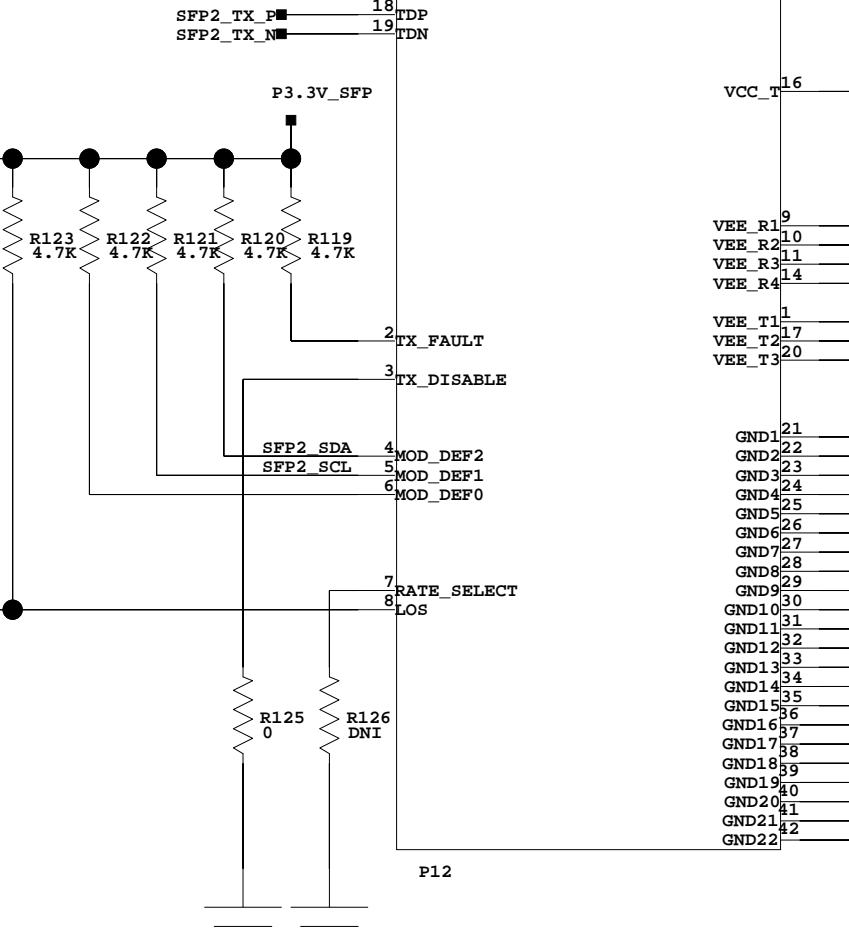 18
SFP2_TX_P TDP
19
SFP2_TX_N TDN
P3.3V_SFP
16
VCC_T
R123 R122 R121 R120 R119
4.7K 4.7K 4.7K 4.7K 4.7K
VEE_R1 9
VEE_R2 10
VEE_R3 11
VEE_R4 14
VEE_T1 1
VEE_T2 17
VEE_T3 20
2 TX_FAULT
3 TX_DISABLE
SFP2_SDA 4 MOD_DEF2
SFP2_SCL 5 MOD_DEF1
6 MOD_DEF0
7 RATE_SELECT
8 LOS
GND1 21
GND2 22
GND3 23
GND4 24
GND5 25
GND6 26
GND7 27
GND8 28
GND9 29
GND10 30
GND11 31
GND12 32
GND13 33
GND14 34
GND15 35
GND16 36
GND17 37
GND18 38
GND19 39
GND20 40
GND21 41
GND22 42
R125 R126
0 DNI
P12